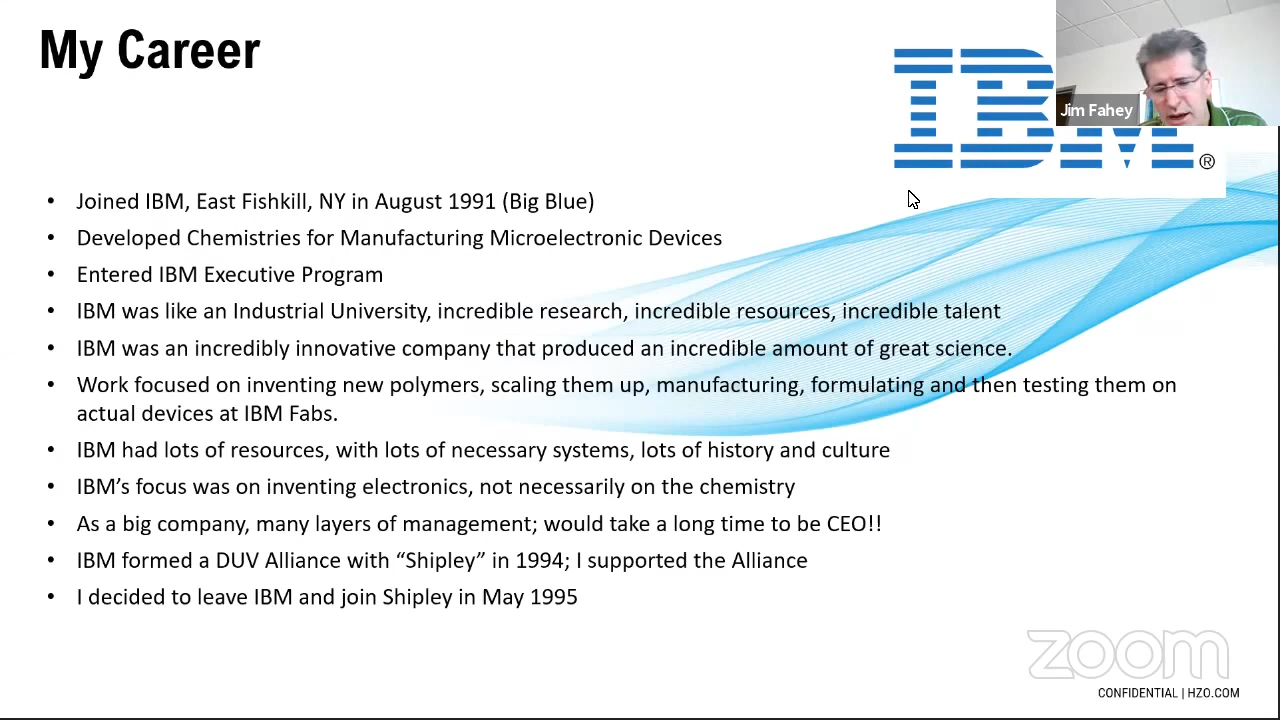 My Career
IBM®
Jim Fahey
• Joined IBM, East Fishkill, NY in August 1991 (Big Blue)
• Developed Chemistries for Manufacturing Microelectronic Devices
• Entered IBM Executive Program
• IBM was like an Industrial University, incredible research, incredible resources, incredible talent
• IBM was an incredibly innovative company that produced an incredible amount of great science.
• Work focused on inventing new polymers, scaling them up, manufacturing, formulating and then testing them on
actual devices at IBM Fabs.
• IBM had lots of resources, with lots of necessary systems, lots of history and culture
• IBM’s focus was on inventing electronics, not necessarily on the chemistry
• As a big company, many layers of management; would take a long time to be CEO!!
• IBM formed a DUV Alliance with “Shipley” in 1994; I supported the Alliance
• I decided to leave IBM and join Shipley in May 1995
zoom
CONFIDENTIAL | HZO.COM